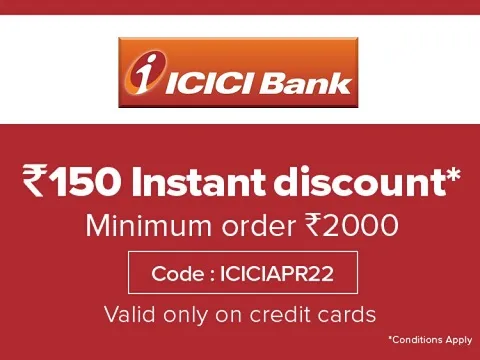 i ICICI Bank
₹150 Instant discount*
Minimum order ₹2000
Code : ICICIAPR22
Valid only on credit cards
*Conditions Apply